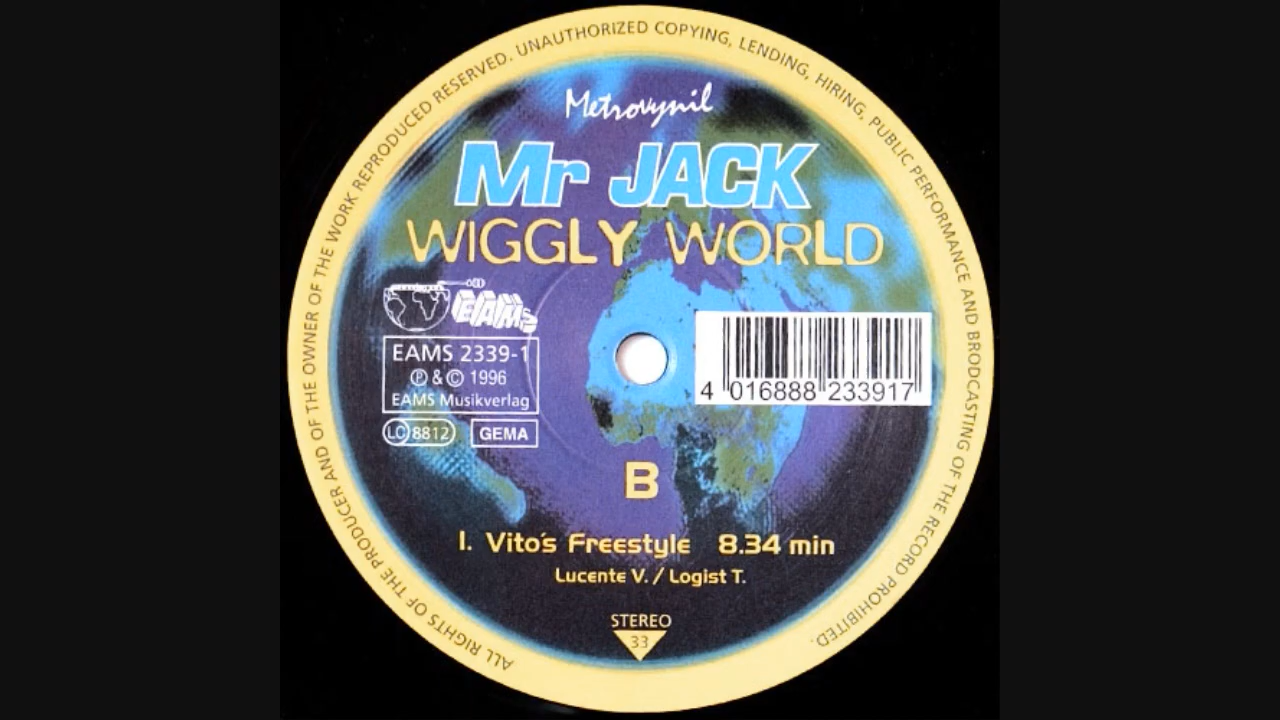 ALL RIGHTS OF THE PRODUCER AND OF THE OWNER OF THE WORK REPRODUCED RESERVED. UNAUTHORIZED COPYING, LENDING, HIRING, PUBLIC PERFORMANCE AND BRODCASTING OF THE RECORD PROHIBITED.
Metrovynil
Mr JACK
WIGGLY WORLD
EAMS
EAMS 2339-1
Ⓟ & © 1996
EAMS Musikverlag
LC 8812 GEMA
4 016888 233917
B
1. Vito's Freestyle 8.34 min
Lucente V. / Logist T.
STEREO
33